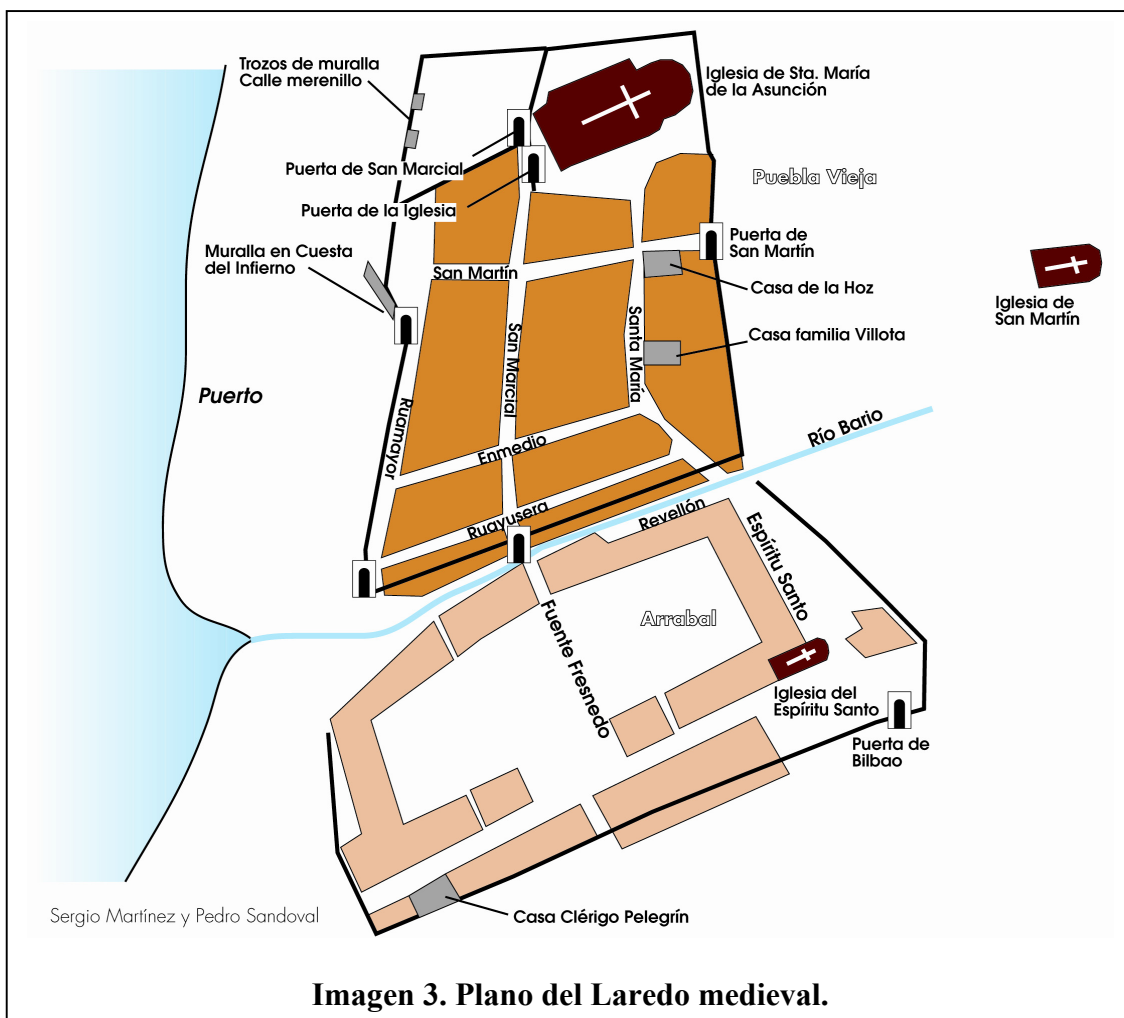 Trozos de muralla
Calle merenillo
Iglesia de Sta. María
de la Asunción
Puerta de San Marcial
Puebla Vieja
Puerta de la Iglesia
Puerta de
San Martín
Muralla en Cuesta
del Infierno
San Martín
Casa de la Hoz
Iglesia de
San Martín
Casa familia Villota
San Marcial
Santa María
Puerto
Ruamayor
Enmedio
Río Bario
Ruayusera
Revellón
Espíritu Santo
Arrabal
Fuente Fresnedo
Iglesia del
Espíritu Santo
Puerta de
Bilbao
Casa Clérigo Pelegrín
Sergio Martínez y Pedro Sandoval
Imagen 3. Plano del Laredo medieval.